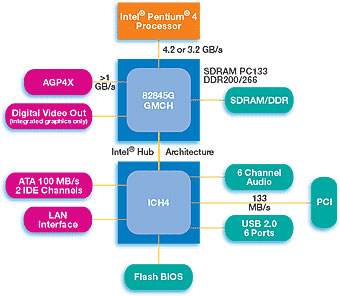 Intel® Pentium® 4
Processor
4.2 or 3.2 GB/s
AGP4X
>1
GB/s
82845G
GMCH
SDRAM PC133
DDR200/266
SDRAM/DDR
Digital Video Out
(Integrated graphics only)
Intel® Hub Architecture
ATA 100 MB/s
2 IDE Channels
6 Channel
Audio
ICH4
133
MB/s
PCI
LAN
Interface
USB 2.0
6 Ports
Flash BIOS